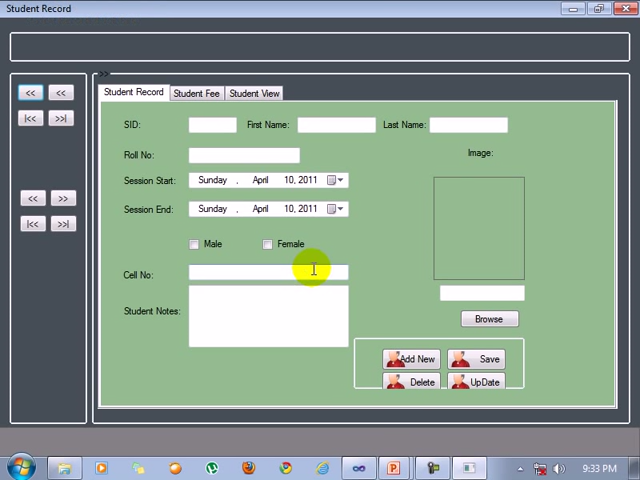 Student Record
>>
<< <<
|<< >>|
<< >>
|<< >>|
Student Record Student Fee Student View
SID: First Name: Last Name:
Roll No: Image:
Session Start: Sunday , April 10, 2011
Session End: Sunday , April 10, 2011
Male Female
Cell No:
Student Notes:
Browse
Add New Save
Delete UpDate
9:33 PM